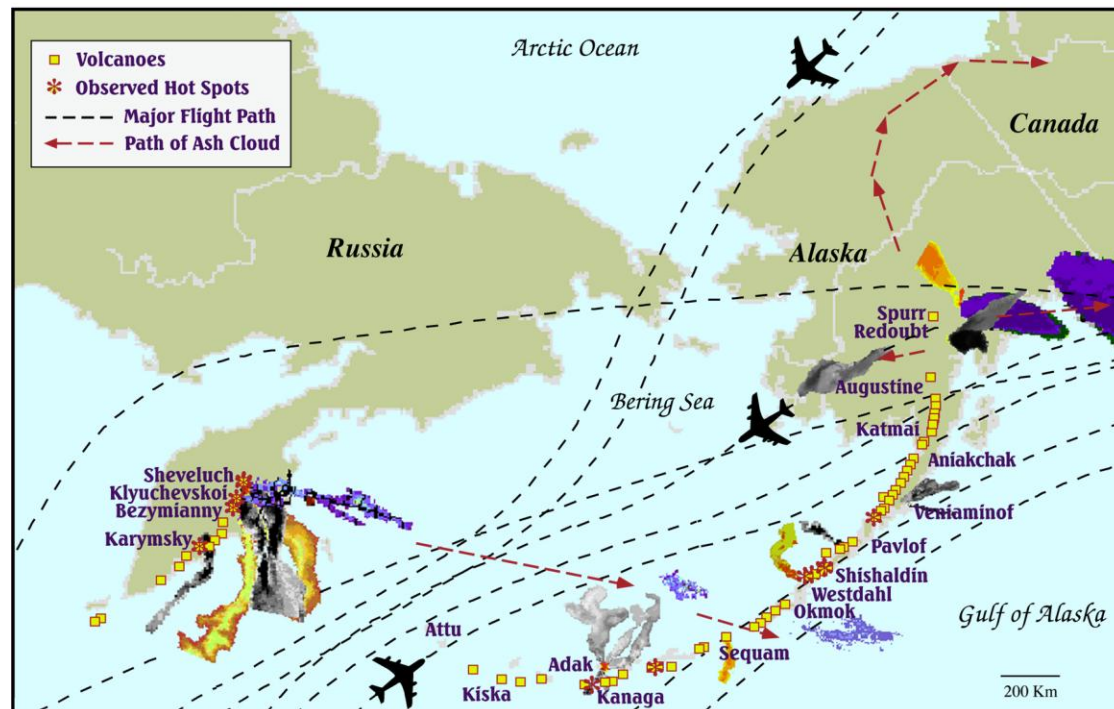 Volcanoes
Observed Hot Spots
Major Flight Path
Path of Ash Cloud
Arctic Ocean
Canada
Russia
Alaska
Spurr
Redoubt
Augustine
Bering Sea
Katmai
Aniakchak
Sheveluch
Klyuchevskoi
Bezymianny
Veniaminof
Karymsky
Pavlof
Shishaldin
Westdahl
Okmok
Gulf of Alaska
Attu
Sequam
Adak
Kiska
Kanaga
200 Km